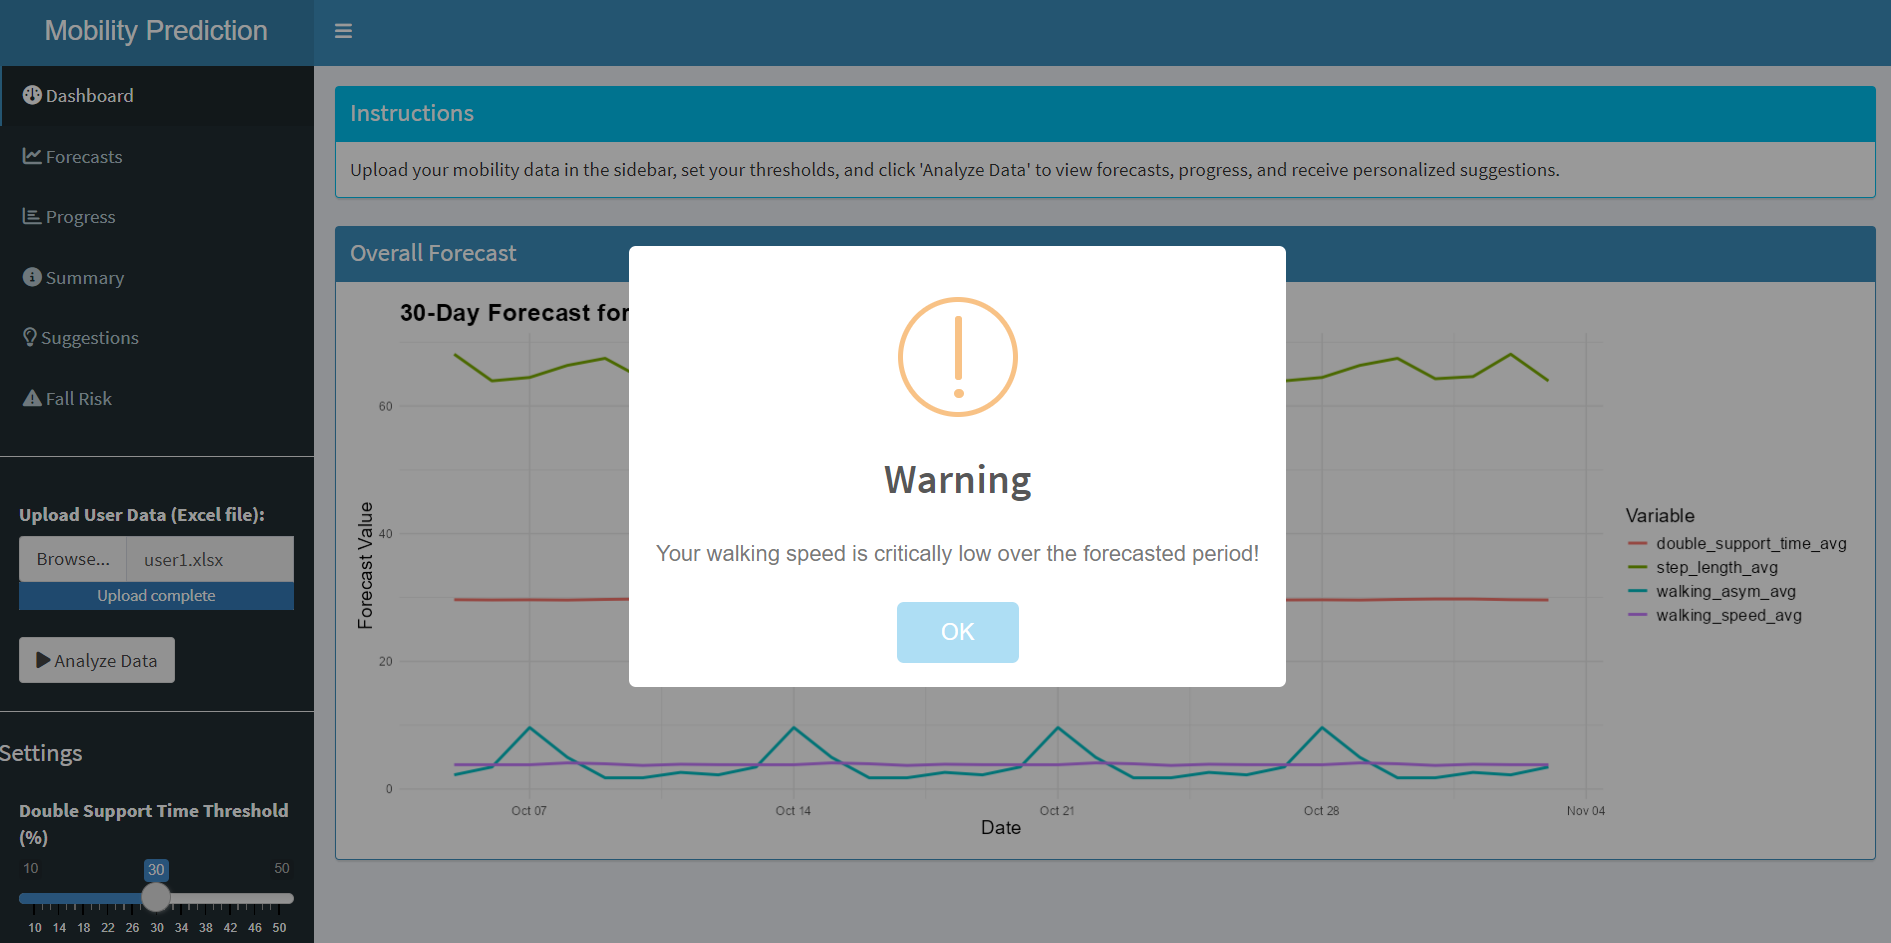 Mobility Prediction
Dashboard
Forecasts
Progress
Summary
Suggestions
Fall Risk
Upload User Data (Excel file):
Browse... user1.xlsx
Upload complete
Analyze Data
Settings
Double Support Time Threshold
(%)
10 30 50
10 14 18 22 26 30 34 38 42 46 50
Instructions
Upload your mobility data in the sidebar, set your thresholds, and click 'Analyze Data' to view forecasts, progress, and receive personalized suggestions.
Overall Forecast
30-Day Forecast for
Forecast Value
60
40
20
0
Oct 07 Oct 14 Oct 21 Oct 28 Nov 04
Date
Variable
double_support_time_avg
step_length_avg
walking_asym_avg
walking_speed_avg
Warning
Your walking speed is critically low over the forecasted period!
OK